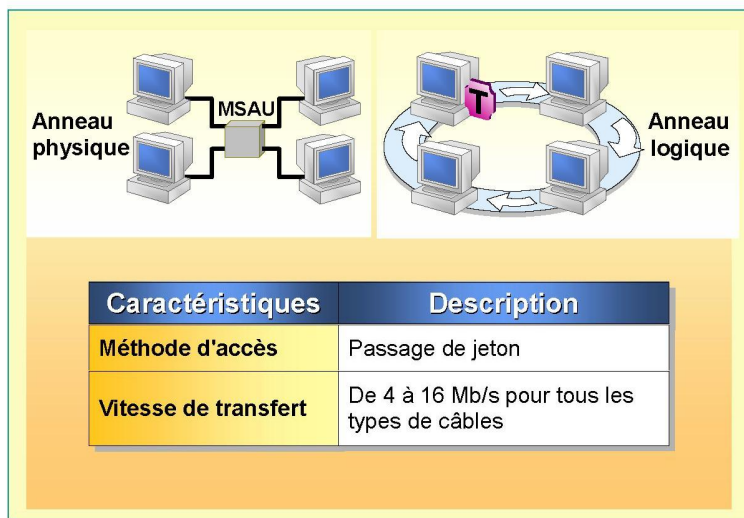 Anneau
physique
MSAU
T
Anneau
logique
Caractéristiques
Description
Méthode d'accès
Passage de jeton
Vitesse de transfert
De 4 à 16 Mb/s pour tous les
types de câbles